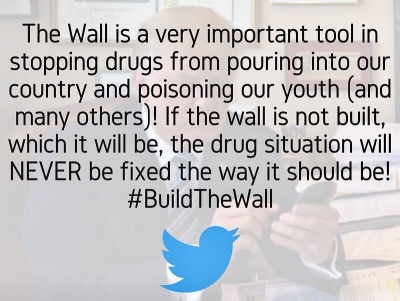 The Wall is a very important tool in
stopping drugs from pouring into our
country and poisoning our youth (and
many others)! If the wall is not built,
which it will be, the drug situation will
NEVER be fixed the way it should be!
#BuildTheWall